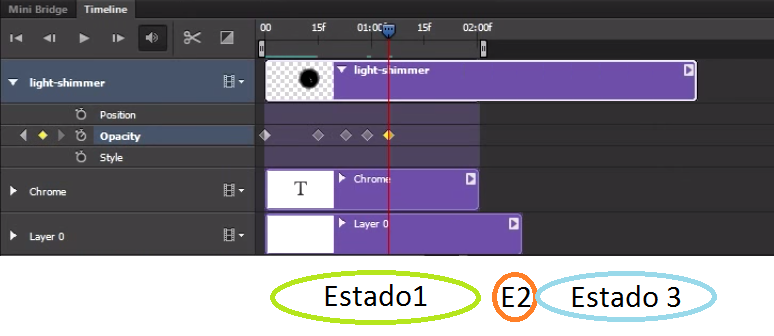 Mini Bridge Timeline
00 15f 01:00f 15f 02:00f
light-shimmer light-shimmer
Position
Opacity
Style
Chrome T Chrome
Layer 0 Layer 0
Estado1 E2 Estado 3